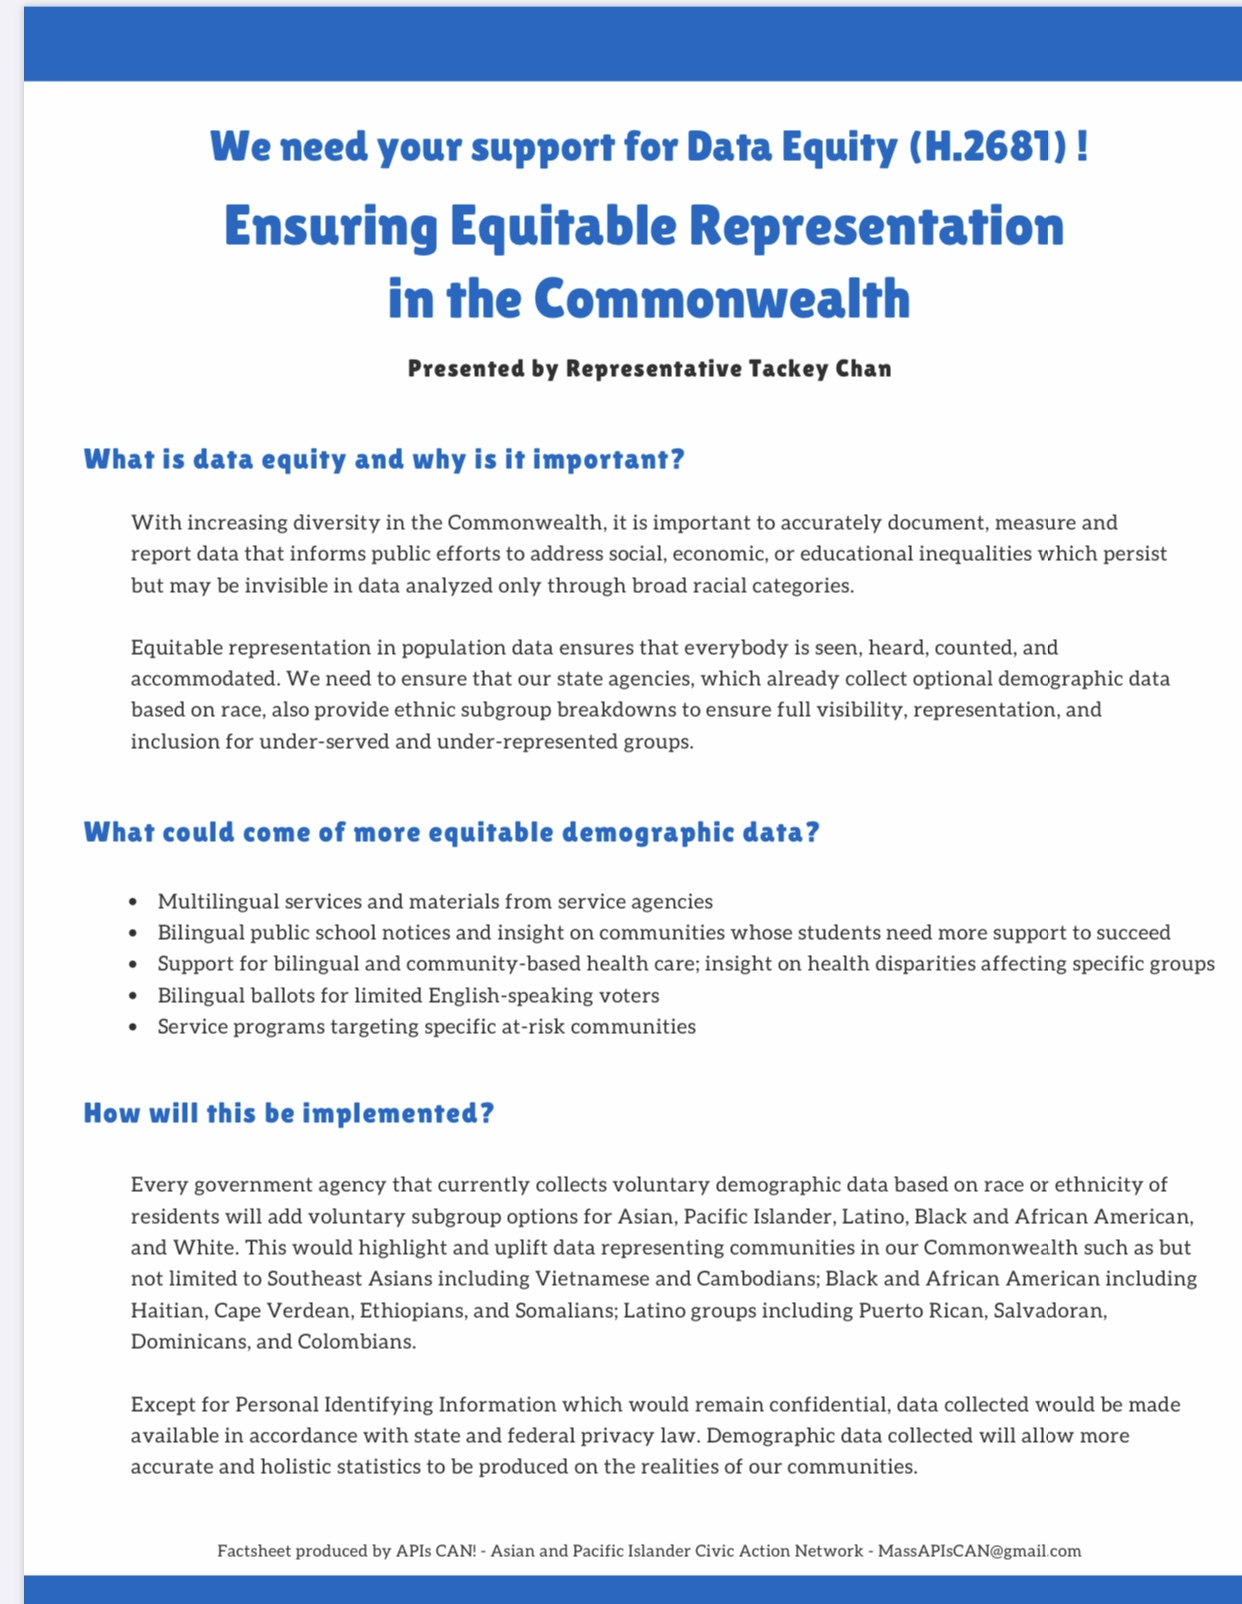 We need your support for Data Equity (H.2681) !
Ensuring Equitable Representation
in the Commonwealth
Presented by Representative Tackey Chan
What is data equity and why is it important?
With increasing diversity in the Commonwealth, it is important to accurately document, measure and
report data that informs public efforts to address social, economic, or educational inequalities which persist
but may be invisible in data analyzed only through broad racial categories.
Equitable representation in population data ensures that everybody is seen, heard, counted, and
accommodated. We need to ensure that our state agencies, which already collect optional demographic data
based on race, also provide ethnic subgroup breakdowns to ensure full visibility, representation, and
inclusion for under-served and under-represented groups.
What could come of more equitable demographic data?
• Multilingual services and materials from service agencies
• Bilingual public school notices and insight on communities whose students need more support to succeed
• Support for bilingual and community-based health care; insight on health disparities affecting specific groups
• Bilingual ballots for limited English-speaking voters
• Service programs targeting specific at-risk communities
How will this be implemented?
Every government agency that currently collects voluntary demographic data based on race or ethnicity of
residents will add voluntary subgroup options for Asian, Pacific Islander, Latino, Black and African American,
and White. This would highlight and uplift data representing communities in our Commonwealth such as but
not limited to Southeast Asians including Vietnamese and Cambodians; Black and African American including
Haitian, Cape Verdean, Ethiopians, and Somalians; Latino groups including Puerto Rican, Salvadoran,
Dominicans, and Colombians.
Except for Personal Identifying Information which would remain confidential, data collected would be made
available in accordance with state and federal privacy law. Demographic data collected will allow more
accurate and holistic statistics to be produced on the realities of our communities.
Factsheet produced by APIs CAN! - Asian and Pacific Islander Civic Action Network - MassAPIsCAN@gmail.com